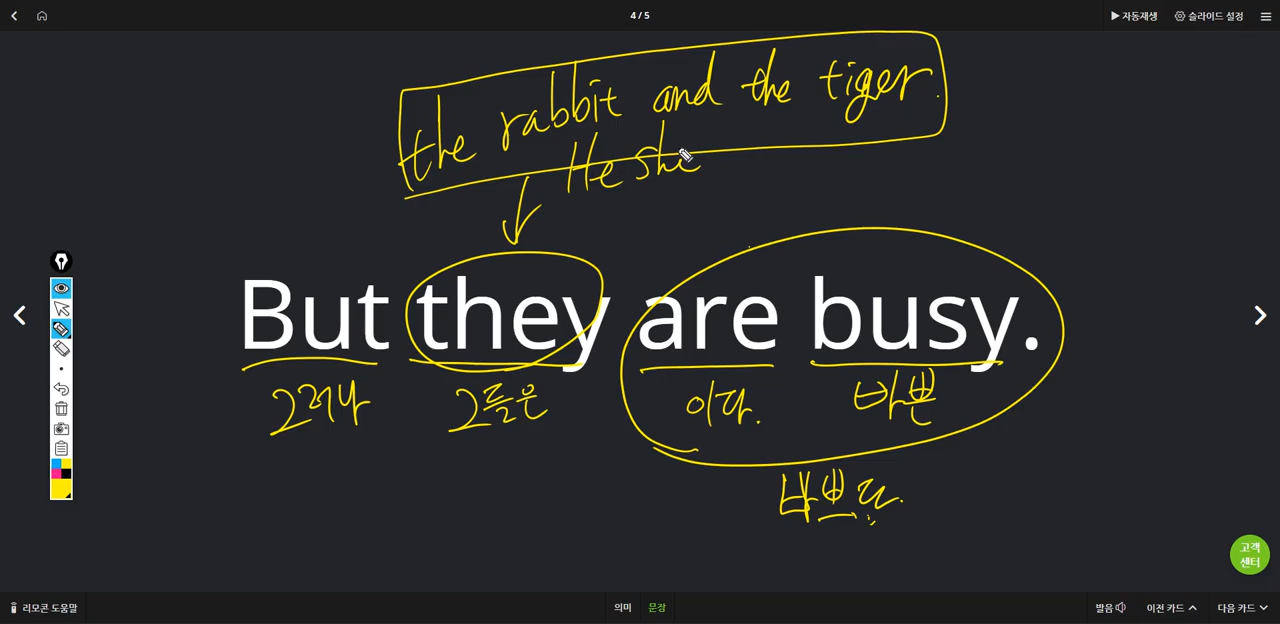 4 / 5
▶자동재생 슬라이드 설정
the rabbit and the tiger.
He she
But they are busy.
그러나 그들은 이다. 바쁜
바쁘다.
고객
센터
리모콘 도움말 의미 문장 발음 이전 카드 다음 카드